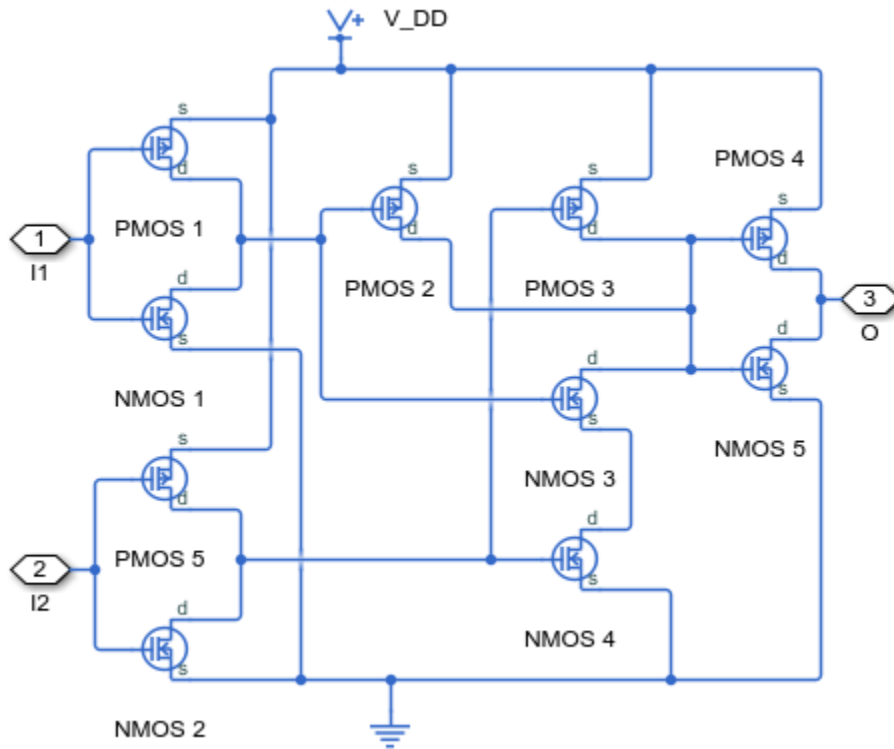 V+ V_DD
s
s
s
PMOS 4
1
d
d
s
I1
PMOS 1
d
d
d
PMOS 2
PMOS 3
d
3
O
s
d
d
NMOS 1
s
s
s
NMOS 3
NMOS 5
d
d
2
PMOS 5
I2
d
s
NMOS 4
s
NMOS 2